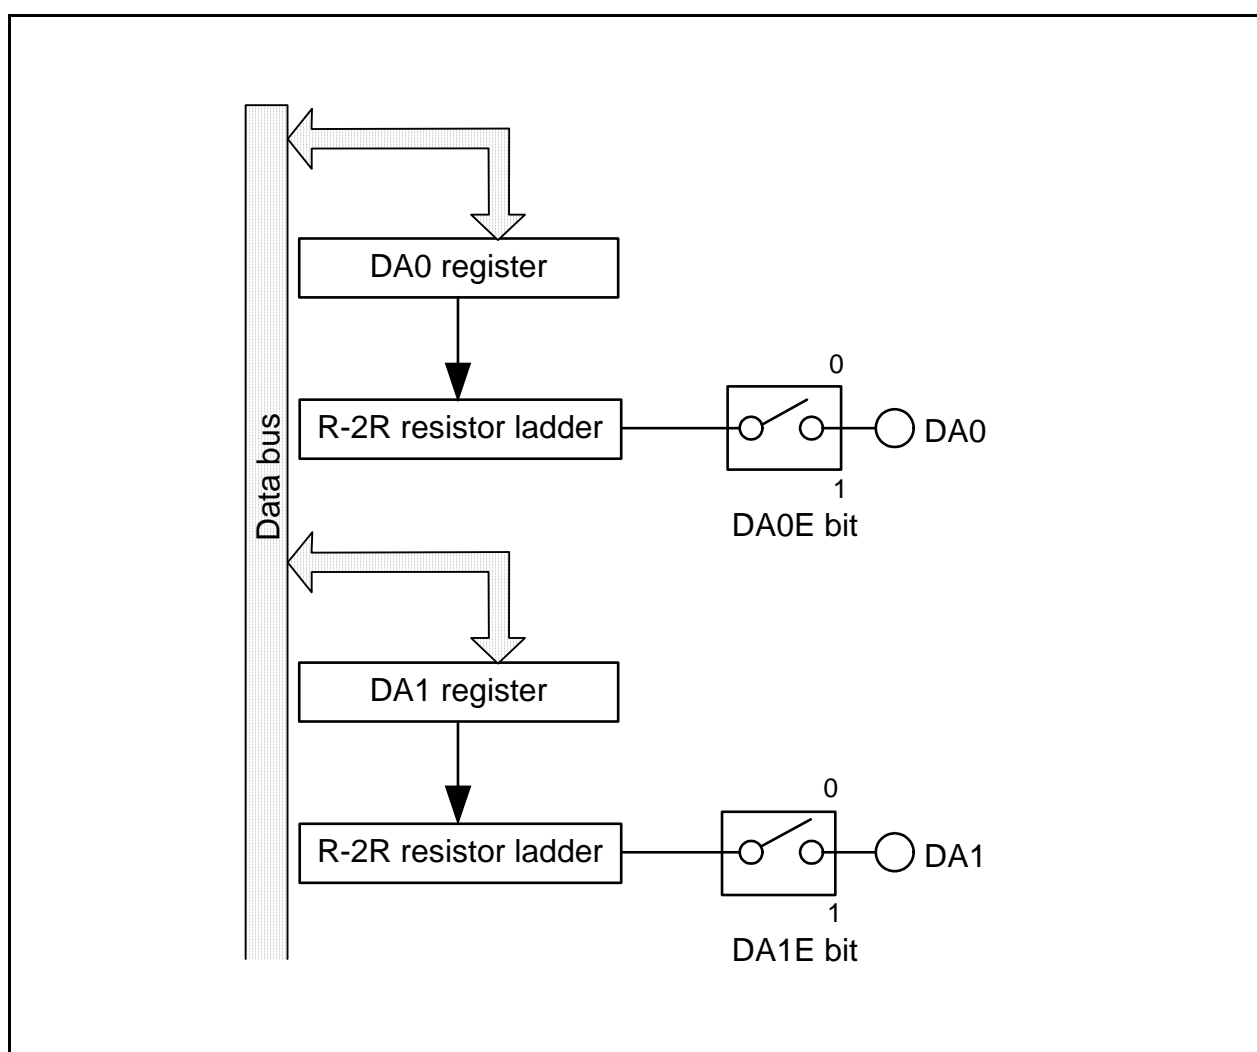 Data bus
DA0 register
R-2R resistor ladder
0
1
DA0E bit
DA0
DA1 register
R-2R resistor ladder
0
1
DA1E bit
DA1